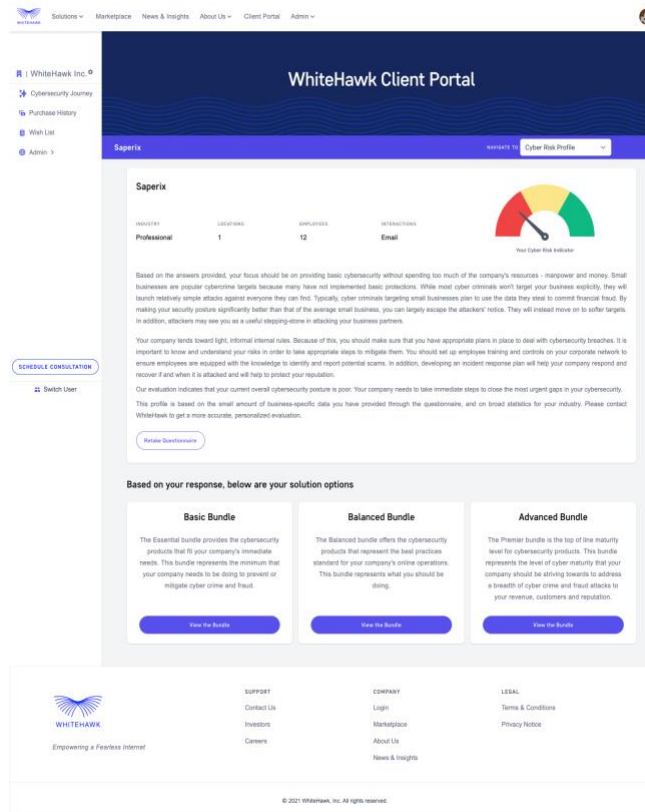 WHITEHAWK
Solutions
Marketplace
News & Insights
About Us
Client Portal
Admin
WhiteHawk Inc.
Cybersecurity Journey
Purchase History
Wish List
Admin
SCHEDULE CONSULTATION
Switch User
WhiteHawk Client Portal
Saperix
NAVIGATE TO
Cyber Risk Profile
Saperix
INDUSTRY
LOCATIONS
EMPLOYEES
INTERACTIONS
Professional
1
12
Email
Your Cyber Risk Indicator
Based on the answers provided, your focus should be on providing basic cybersecurity without spending too much of the company's resources - manpower and money. Small
businesses are popular cybercrime targets because many have not implemented basic protections. While most cyber criminals won't target your business explicitly, they will
launch relatively simple attacks against everyone they can find. Typically, cyber criminals targeting small businesses plan to use the data they steal to commit financial fraud. By
making your security posture significantly better than that of the average small business, you can largely escape the attackers' notice. They will instead move on to softer targets.
In addition, attackers may see you as a useful stepping-stone in attacking your business partners.
Your company tends toward light, informal internal rules. Because of this, you should make sure that you have appropriate plans in place to deal with cybersecurity breaches. It is
important to know and understand your risks in order to take appropriate steps to mitigate them. You should set up employee training and controls on your corporate network to
ensure employees are equipped with the knowledge to identify and report potential scams. In addition, developing an incident response plan will help your company respond and
recover if and when it is attacked and will help to protect your reputation.
Our evaluation indicates that your current overall cybersecurity posture is poor. Your company needs to take immediate steps to close the most urgent gaps in your cybersecurity.
This profile is based on the small amount of business-specific data you have provided through the questionnaire, and on broad statistics for your industry. Please contact
WhiteHawk to get a more accurate, personalized evaluation.
Retake Questionnaire
Based on your response, below are your solution options
Basic Bundle
The Essential bundle provides the cybersecurity
products that fit your company's immediate
needs. This bundle represents the minimum that
your company needs to be doing to prevent or
mitigate cyber crime and fraud.
View the Bundle
Balanced Bundle
The Balanced bundle offers the cybersecurity
products that represent the best practices
standard for your company's online operations.
This bundle represents what you should be
doing.
View the Bundle
Advanced Bundle
The Premier bundle is the top of line maturity
level for cybersecurity products. This bundle
represents the level of cyber maturity that your
company should be striving towards to address
a breadth of cyber crime and fraud attacks to
your revenue, customers and reputation.
View the Bundle
WHITEHAWK
Empowering a Fearless Internet
SUPPORT
Contact Us
Investors
Careers
COMPANY
Login
Marketplace
About Us
News & Insights
LEGAL
Terms & Conditions
Privacy Notice
© 2021 WhiteHawk, Inc. All rights reserved.